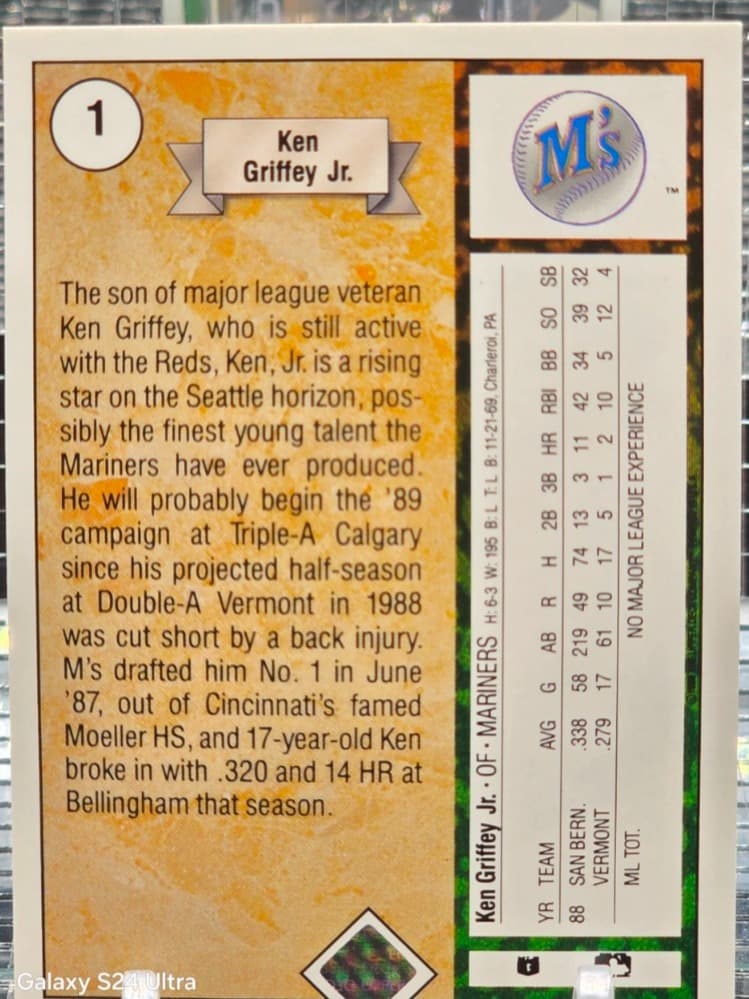 1
Ken
Griffey Jr.
The son of major league veteran
Ken Griffey, who is still active
with the Reds, Ken, Jr. is a rising
star on the Seattle horizon, pos-
sibly the finest young talent the
Mariners have ever produced.
He will probably begin the '89
campaign at Triple-A Calgary
since his projected half-season
at Double-A Vermont in 1988
was cut short by a back injury.
M's drafted him No. 1 in June
'87, out of Cincinnati's famed
Moeller HS, and 17-year-old Ken
broke in with .320 and 14 HR at
Bellingham that season.
M's
TM
Ken Griffey Jr. • OF • MARINERS H: 6-3 W: 195 B: L T: L B: 11-21-69, Charleroi, PA
YR TEAM AVG G AB R H 2B 3B HR RBI BB SO SB
88 SAN BERN. .338 58 219 49 74 13 3 11 42 34 39 32
VERMONT .279 17 61 10 17 5 1 2 10 5 12 4
ML TOT. NO MAJOR LEAGUE EXPERIENCE
Galaxy S24 Ultra